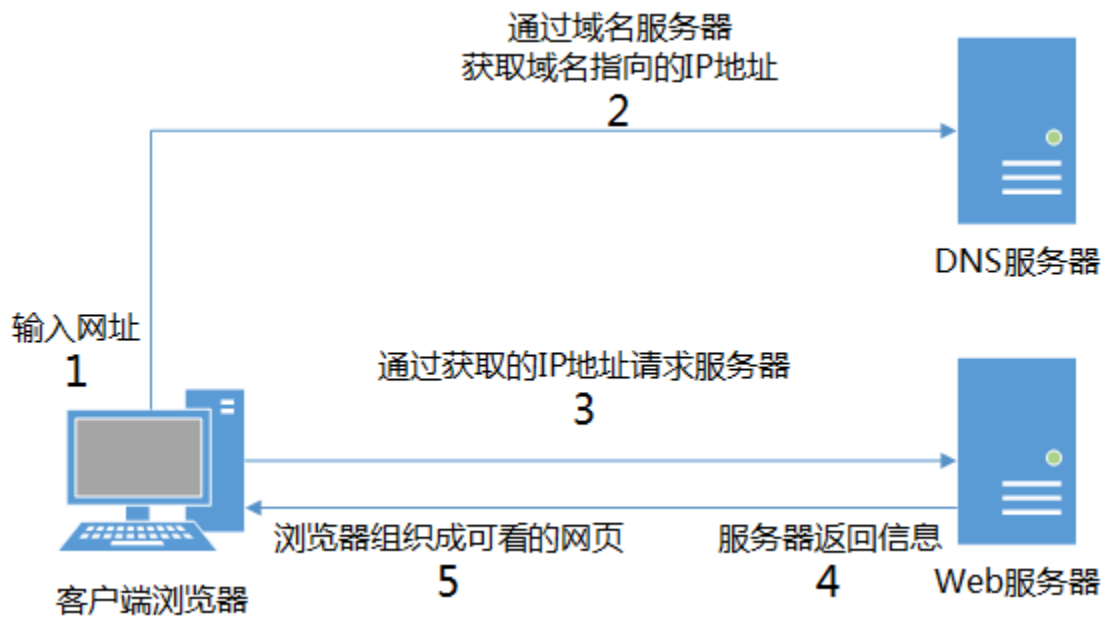 通过域名服务器
获取域名指向的IP地址
2
DNS服务器
输入网址
1
通过获取的IP地址请求服务器
3
浏览器组织成可看的网页
5
服务器返回信息
4
Web服务器
客户端浏览器